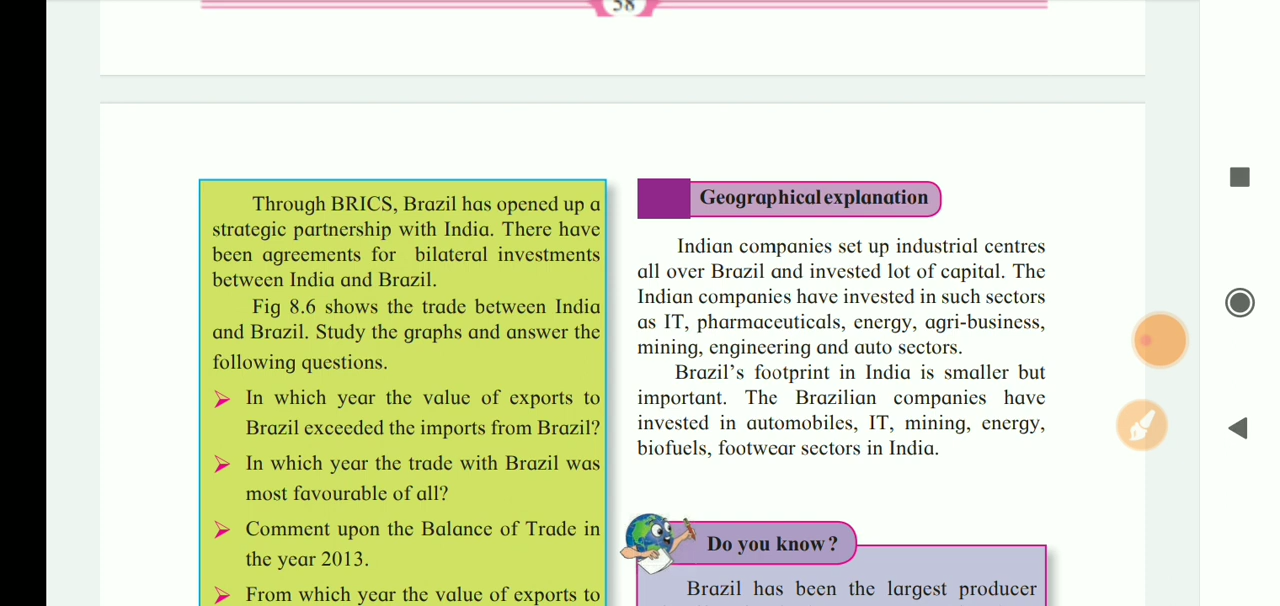 58
Through BRICS, Brazil has opened up a
strategic partnership with India. There have
been agreements for bilateral investments
between India and Brazil.
Fig 8.6 shows the trade between India
and Brazil. Study the graphs and answer the
following questions.
In which year the value of exports to
Brazil exceeded the imports from Brazil?
In which year the trade with Brazil was
most favourable of all?
Comment upon the Balance of Trade in
the year 2013.
From which year the value of exports to
Geographical explanation
Indian companies set up industrial centres
all over Brazil and invested lot of capital. The
Indian companies have invested in such sectors
as IT, pharmaceuticals, energy, agri-business,
mining, engineering and auto sectors.
Brazil's footprint in India is smaller but
important. The Brazilian companies have
invested in automobiles, IT, mining, energy,
biofuels, footwear sectors in India.
Do you know?
Brazil has been the largest producer